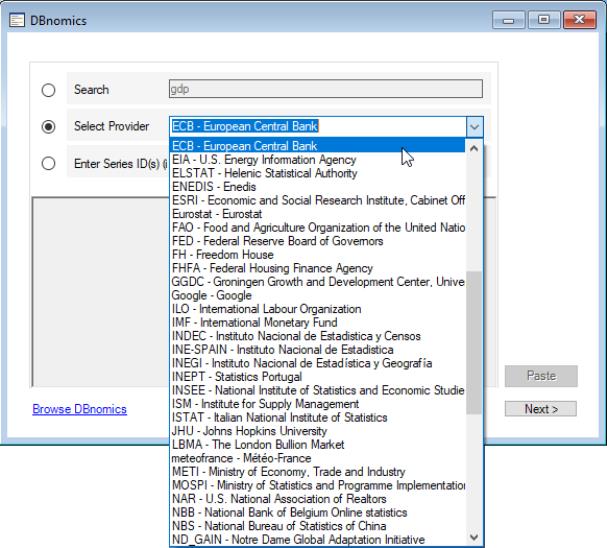 DBnomics
Search
gdp
Select Provider
ECB - European Central Bank
Enter Series ID(s) (i
ECB - European Central Bank
EIA - U.S. Energy Information Agency
ELSTAT - Helenic Statistical Authority
ENEDIS - Enedis
ESRI - Economic and Social Research Institute, Cabinet Off
Eurostat - Eurostat
FAO - Food and Agriculture Organization of the United Natio
FED - Federal Reserve Board of Governors
FH - Freedom House
FHFA - Federal Housing Finance Agency
GGDC - Groningen Growth and Development Center, Unive
Google - Google
ILO - International Labour Organization
IMF - International Monetary Fund
INDEC - Instituto Nacional de Estadistica y Censos
INE-SPAIN - Instituto Nacional de Estadistica
INEGI - Instituto Nacional de Estadística y Geografía
INEPT - Statistics Portugal
INSEE - National Institute of Statistics and Economic Studie
ISM - Institute for Supply Management
ISTAT - Italian National Institute of Statistics
JHU - Johns Hopkins University
LBMA - The London Bullion Market
meteofrance - Météo-France
METI - Ministry of Economy, Trade and Industry
MOSPI - Ministry of Statistics and Programme Implementation
NAR - U.S. National Association of Realtors
NBB - National Bank of Belgium Online statistics
NBS - National Bureau of Statistics of China
ND_GAIN - Notre Dame Global Adaptation Initiative
Paste
Browse DBnomics
Next >